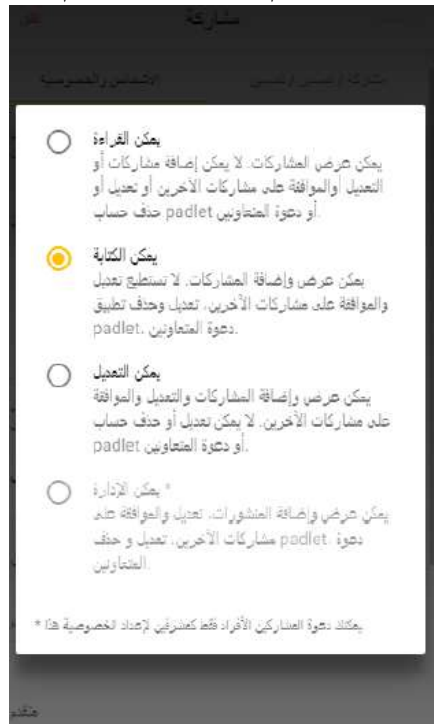 مشاركة
الأشخاص والخصوصية
يمكن القراءة
يمكن عرض المشاركات. لا يمكن إضافة مشاركات أو
التعديل أوالموافقة على مشاركات الآخرين أو تعديل أو
أو دعوة المتعاونين padlet حذف حساب.
يمكن الكتابة
يمكن عرض وإضافة المشاركات. لا تستطيع تعديل
والموافقة على مشاركات الآخرين. تعديل وحذف تطبيق
padlet، دعوة المتعاونين.
يمكن التعديل
يمكن عرض وإضافة المشاركات والتعديل والموافقة
على مشاركات الآخرين. لا يمكن تعديل أو حذف حساب
padlet أو دعوة المتعاونين.
يمكن الإدارة *
يمكن عرض وإضافة المنشورات. تعديل والموافقة على
مشاركات الآخرين. تعديل و حذف padlet. دعوة
المتعاونين.
يمكنك دعوة المشاركين الأفراد فقط كمشرفين لإعداد الخصوصية هذا *